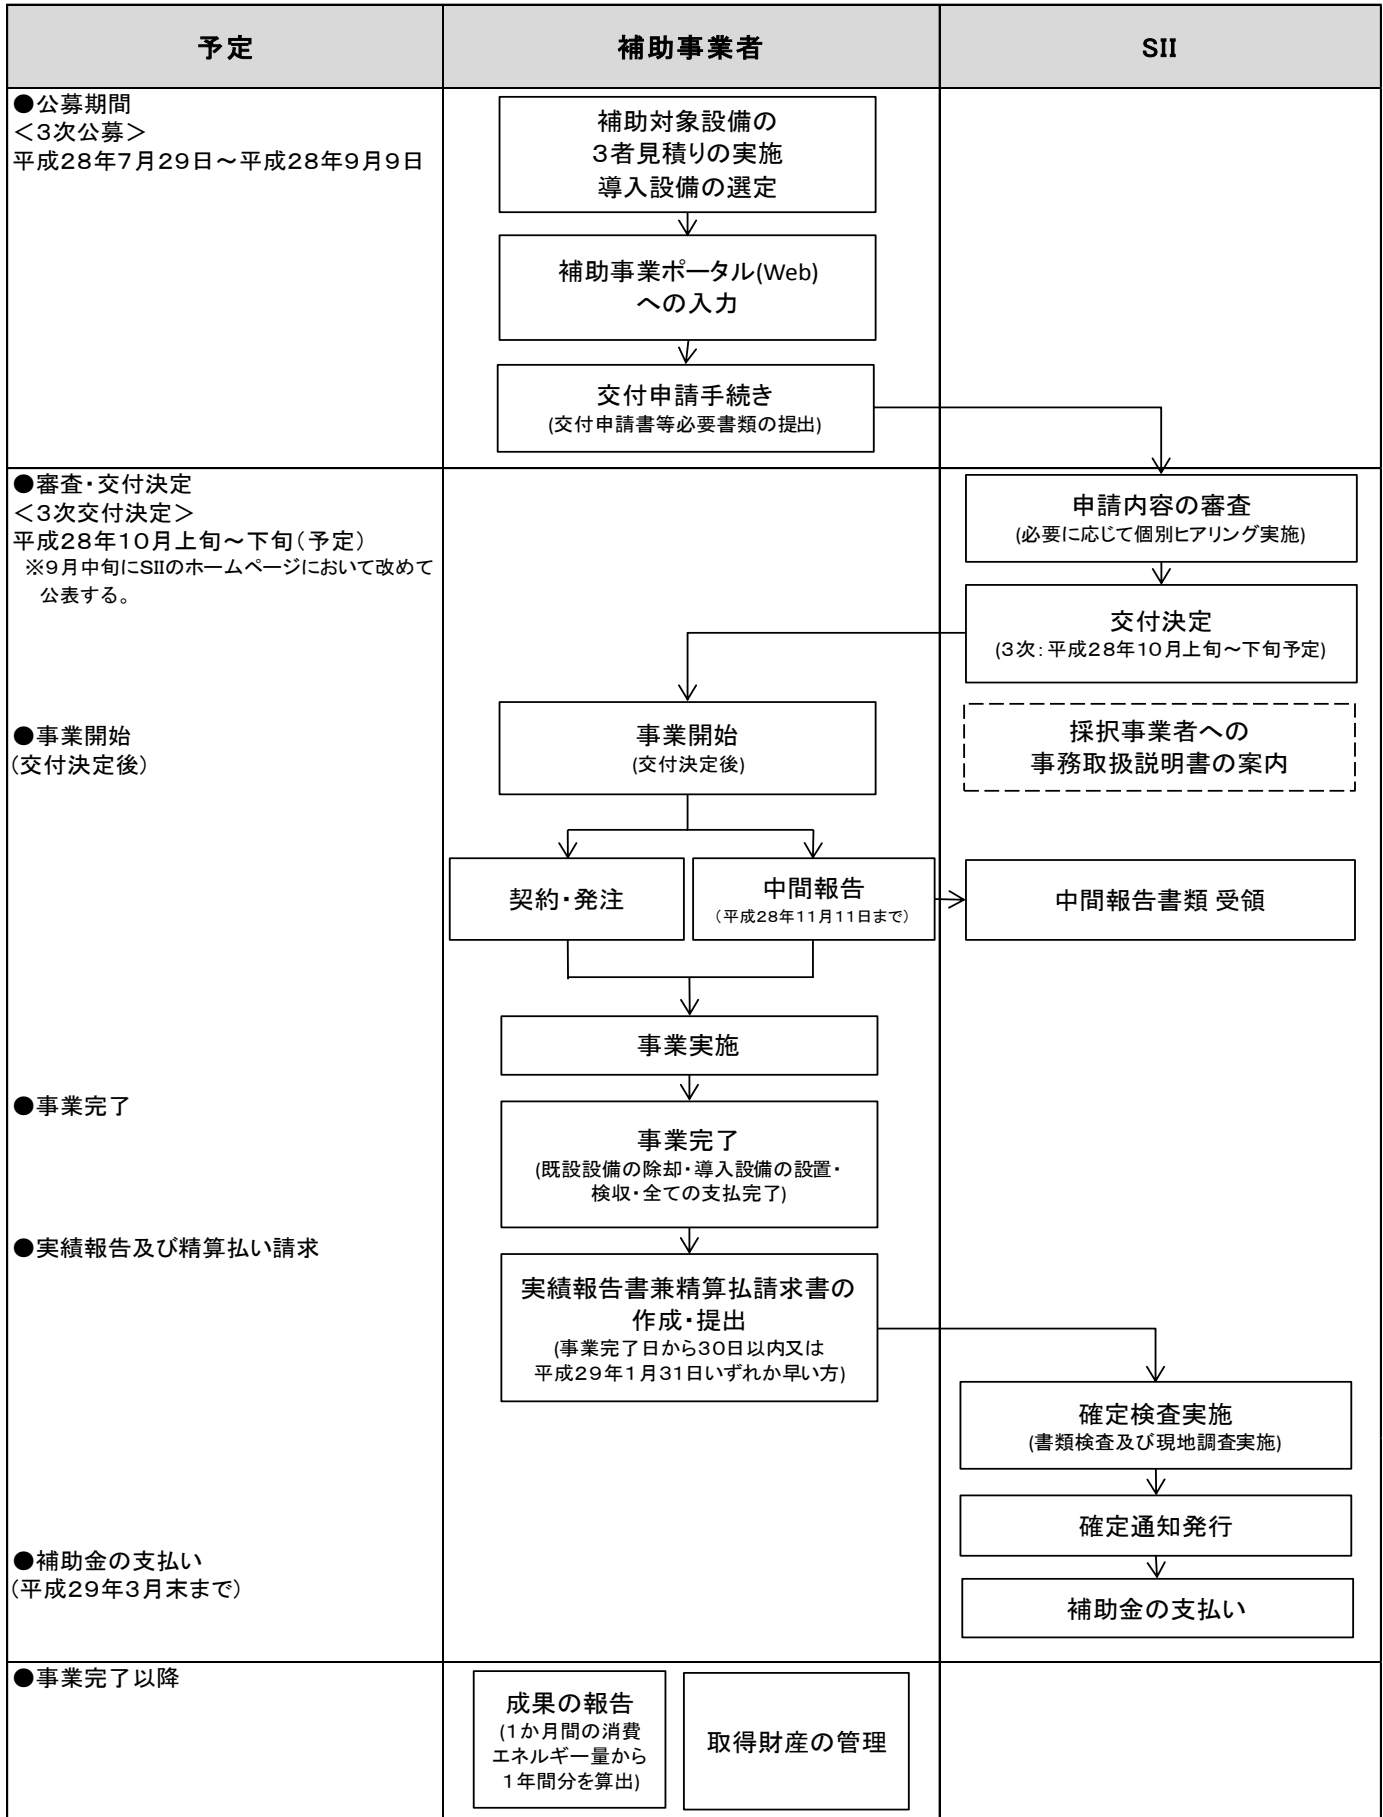 予定
補助事業者
SII
●公募期間
＜3次公募＞
平成28年7月29日～平成28年9月9日
補助対象設備の
3者見積りの実施
導入設備の選定
補助事業ポータル(Web)
への入力
交付申請手続き
(交付申請書等必要書類の提出)
●審査・交付決定
＜3次交付決定＞
平成28年10月上旬～下旬(予定)
※9月中旬にSIIのホームページにおいて改めて
公表する。
申請内容の審査
(必要に応じて個別ヒアリング実施)
交付決定
(3次：平成28年10月上旬～下旬予定)
●事業開始
(交付決定後)
事業開始
(交付決定後)
採択事業者への
事務取扱説明書の案内
契約・発注
中間報告
(平成28年11月11日まで)
中間報告書類 受領
事業実施
●事業完了
事業完了
(既設設備の除却・導入設備の設置・
検収・全ての支払完了)
●実績報告及び精算払い請求
実績報告書兼精算払請求書の
作成・提出
(事業完了日から30日以内又は
平成29年1月31日いずれか早い方)
確定検査実施
(書類検査及び現地調査実施)
確定通知発行
●補助金の支払い
(平成29年3月末まで)
補助金の支払い
●事業完了以降
成果の報告
(1か月間の消費
エネルギー量から
1年間分を算出)
取得財産の管理